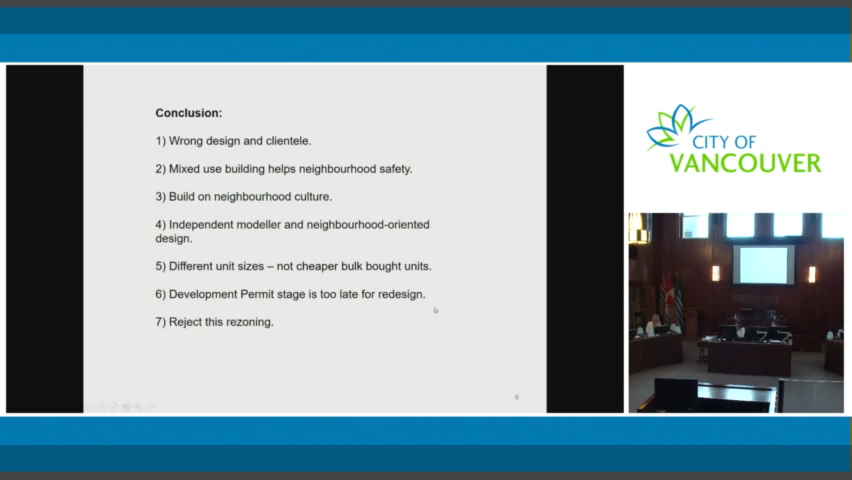 Conclusion:
1) Wrong design and clientele.
2) Mixed use building helps neighbourhood safety.
3) Build on neighbourhood culture.
4) Independent modeller and neighbourhood-oriented
design.
5) Different unit sizes – not cheaper bulk bought units.
6) Development Permit stage is too late for redesign.
7) Reject this rezoning.
6
CITY OF
VANCOUVER